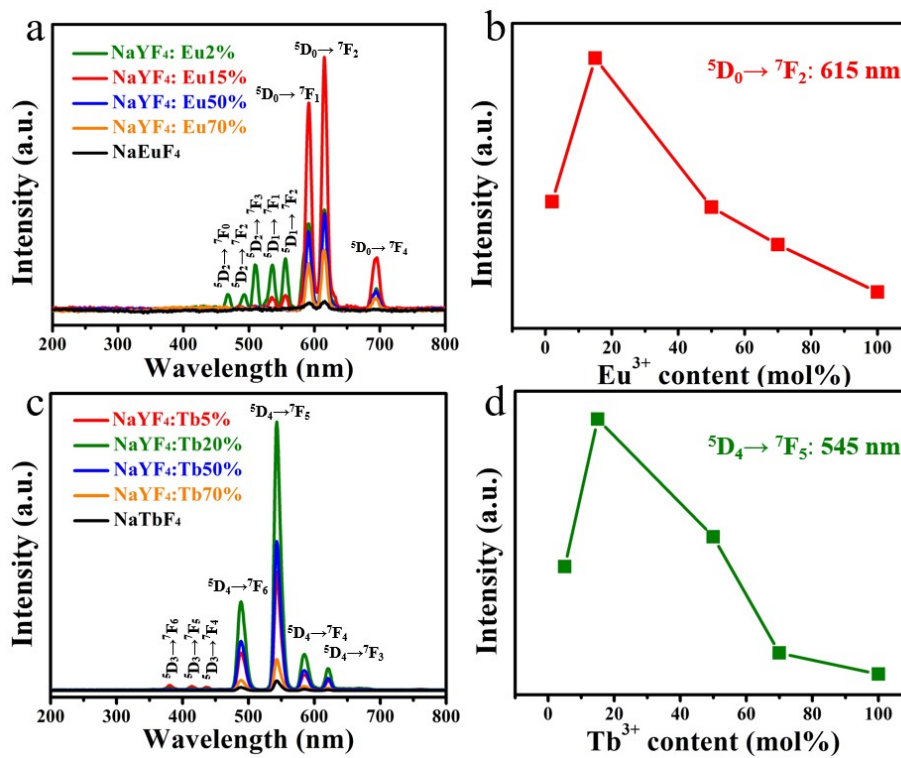 a
NaYF₄: Eu2%
NaYF₄: Eu15%
NaYF₄: Eu50%
NaYF₄: Eu70%
NaEuF₄
⁵D₀→ ⁷F₂
⁵D₀→ ⁷F₁
⁵D₂→⁷F₀
⁵D₂→⁷F₂
⁵D₂→⁷F₃
⁵D₁→⁷F₁
⁵D₁→⁷F₂
⁵D₀→⁷F₄
Intensity (a.u.)
200 300 400 500 600 700 800
Wavelength (nm)
b
⁵D₀→ ⁷F₂: 615 nm
Intensity (a.u.)
0 20 40 60 80 100
Eu³⁺ content (mol%)
c
NaYF₄:Tb5%
NaYF₄:Tb20%
NaYF₄:Tb50%
NaYF₄:Tb70%
NaTbF₄
⁵D₄→⁷F₅
⁵D₄→⁷F₆
⁵D₃→⁷F₆
⁵D₃→⁷F₅
⁵D₃→⁷F₄
⁵D₄→⁷F₄
⁵D₄→⁷F₃
Intensity (a.u.)
200 300 400 500 600 700 800
Wavelength (nm)
d
⁵D₄→ ⁷F₅: 545 nm
Intensity (a.u.)
0 20 40 60 80 100
Tb³⁺ content (mol%)